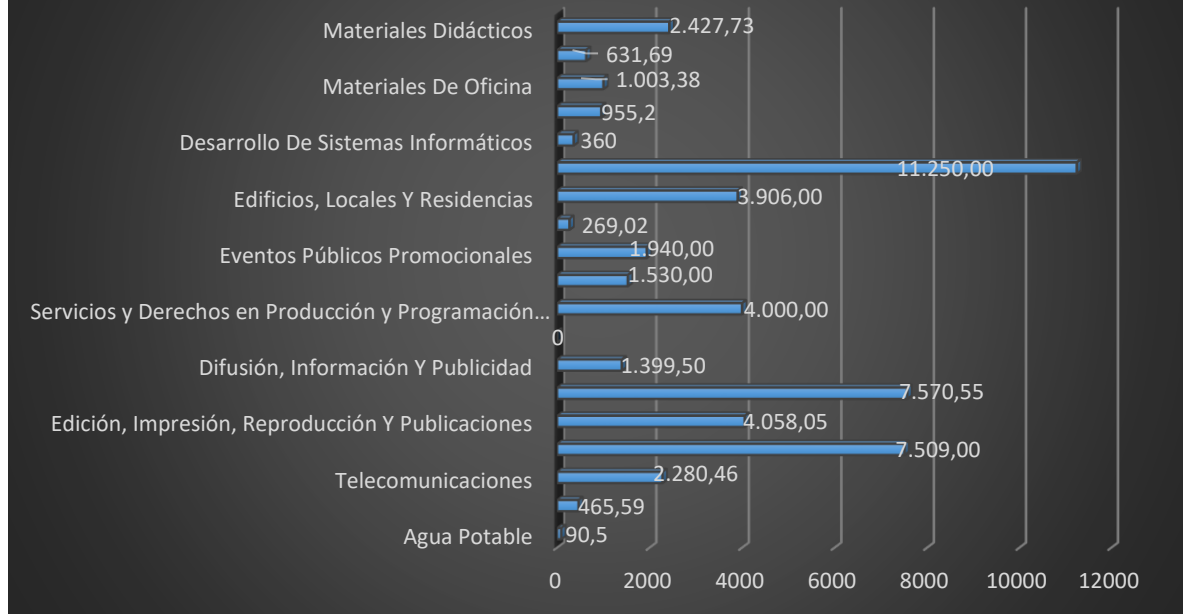 Materiales Didácticos 2.427,73
631,69
Materiales De Oficina 1.003,38
955,2
Desarrollo De Sistemas Informáticos 360
11.250,00
Edificios, Locales Y Residencias 3.906,00
269,02
Eventos Públicos Promocionales 1.940,00
1.530,00
Servicios y Derechos en Producción y Programación... 4.000,00
0
Difusión, Información Y Publicidad 1.399,50
7.570,55
Edición, Impresión, Reproducción Y Publicaciones 4.058,05
7.509,00
Telecomunicaciones 2.280,46
465,59
Agua Potable 90,5
0 2000 4000 6000 8000 10000 12000